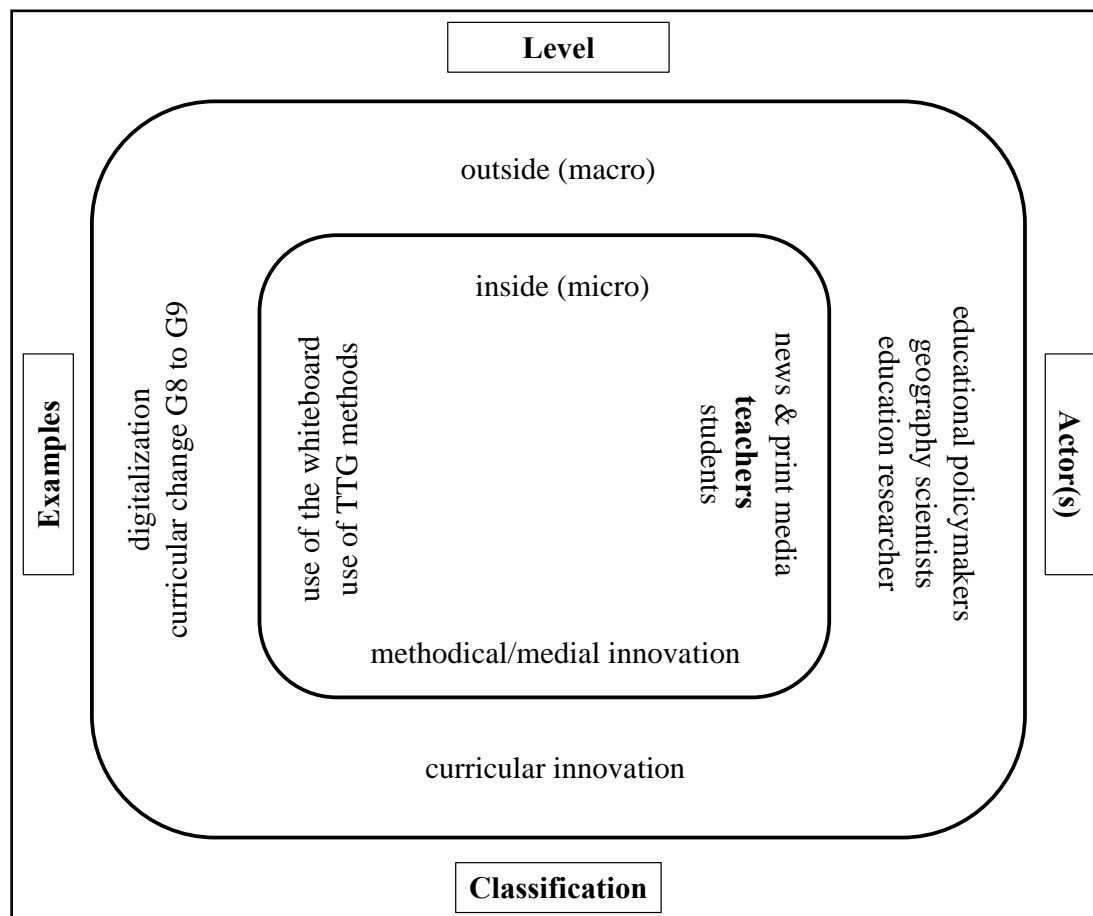 Level
outside (macro)
inside (micro)
Examples
digitalization
curricular change G8 to G9
use of the whiteboard
use of TTG methods
news & print media
teachers
students
educational policymakers
geography scientists
education researcher
Actor(s)
methodical/medial innovation
curricular innovation
Classification